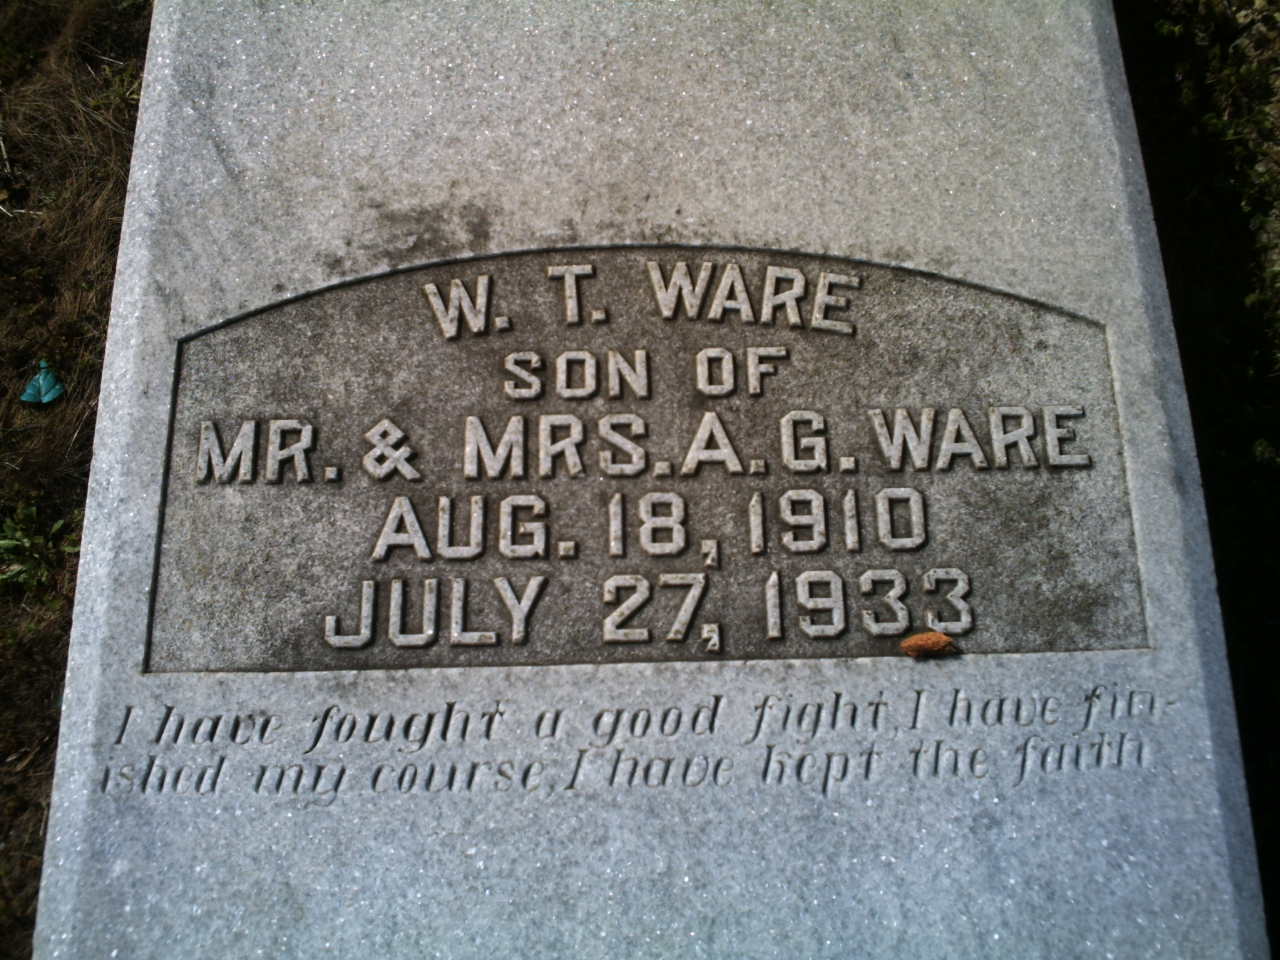 W. T. WARE
SON OF
MR. & MRS. A. G. WARE
AUG. 18, 1910
JULY 27, 1933
I have fought a good fight, I have fin-
ished my course, I have kept the faith